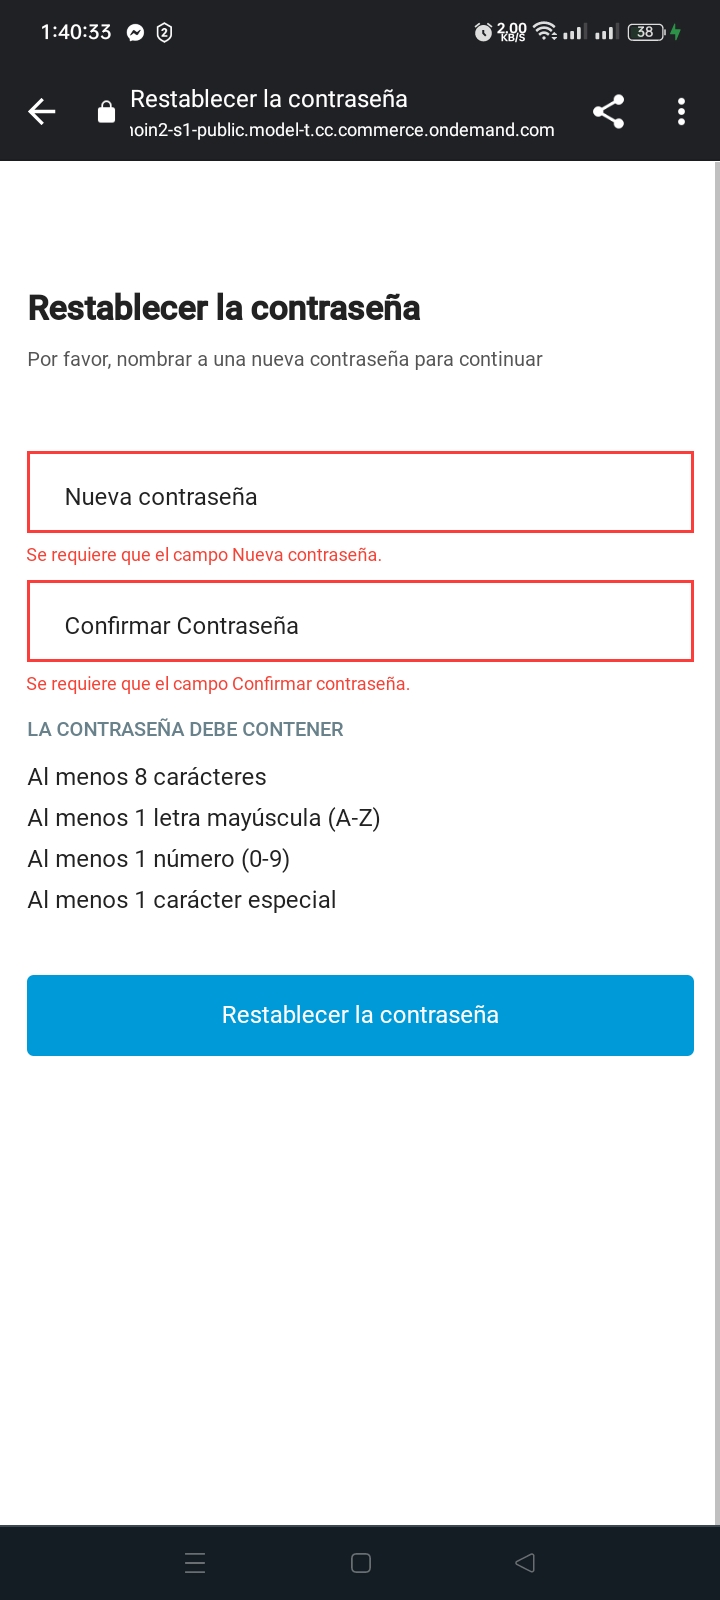 1:40:33 2 2.00 KB/S 38
Restablecer la contraseña
noin2-s1-public.model-t.cc.commerce.ondemand.com
Restablecer la contraseña
Por favor, nombrar a una nueva contraseña para continuar
Nueva contraseña
Se requiere que el campo Nueva contraseña.
Confirmar Contraseña
Se requiere que el campo Confirmar contraseña.
LA CONTRASEÑA DEBE CONTENER
Al menos 8 carácteres
Al menos 1 letra mayúscula (A-Z)
Al menos 1 número (0-9)
Al menos 1 carácter especial
Restablecer la contraseña